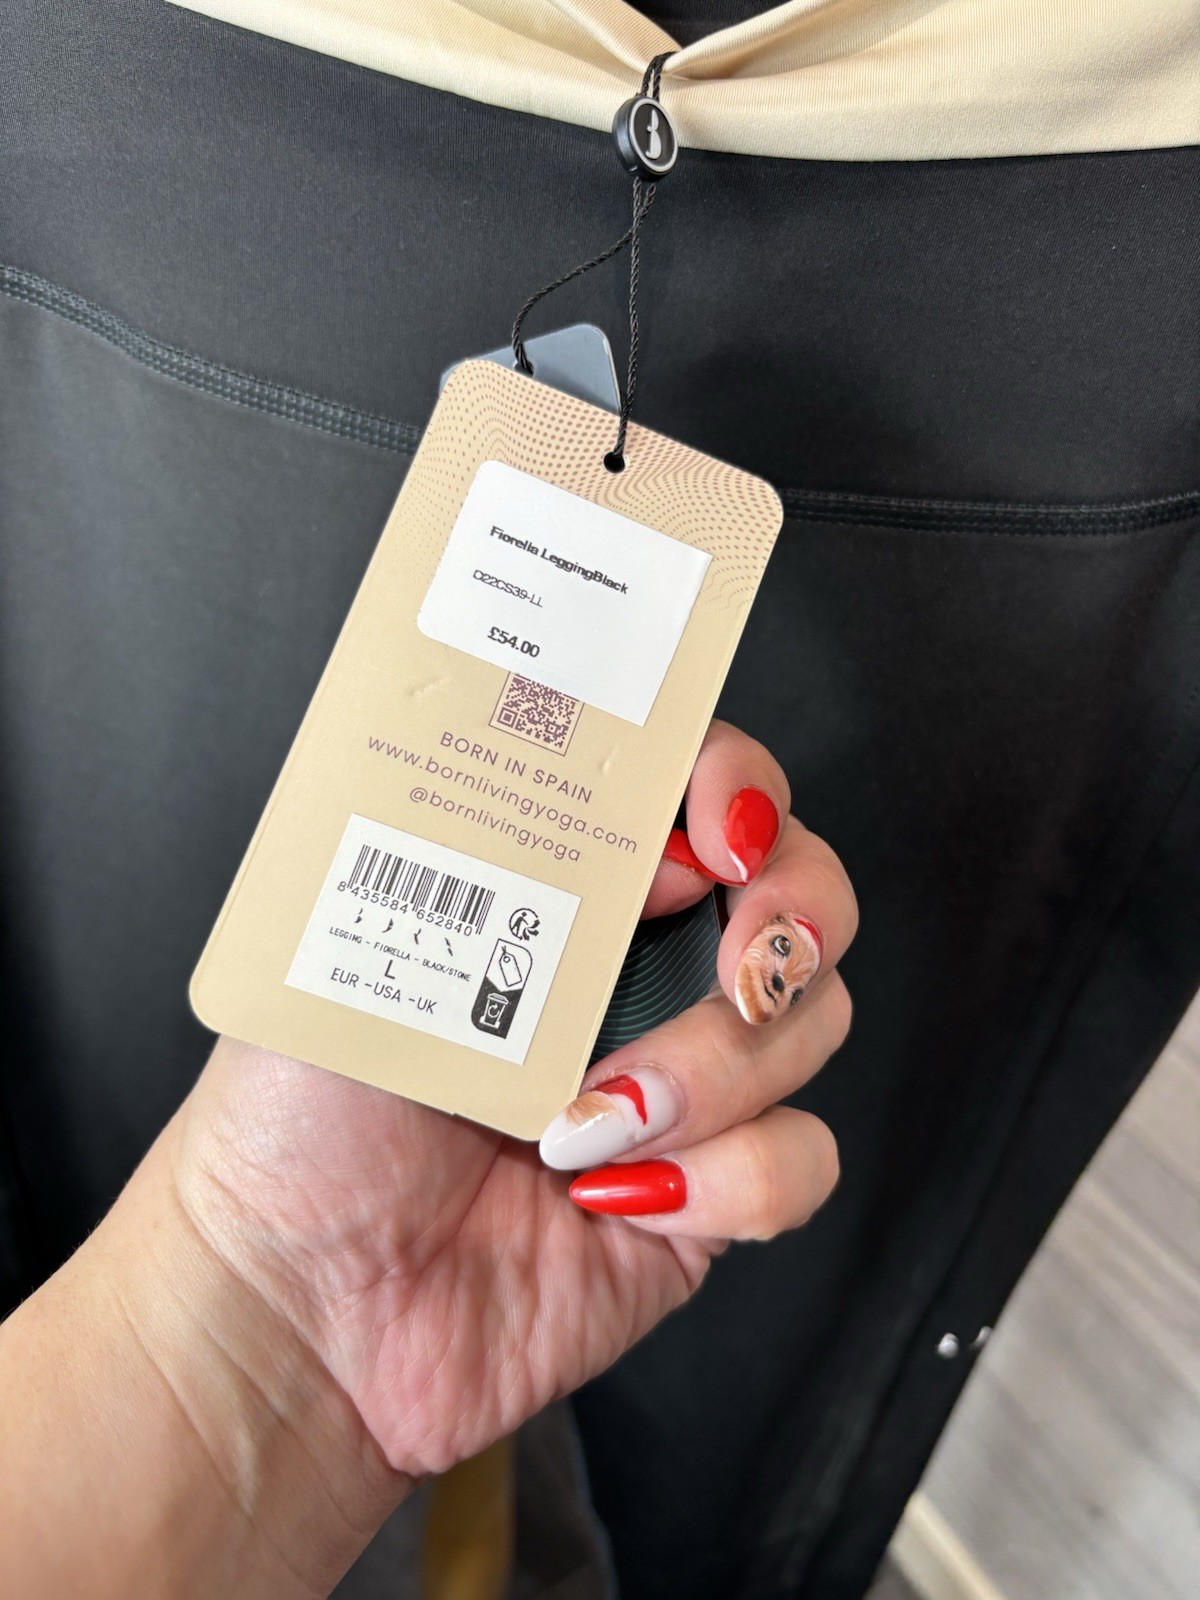 Fiorella LeggingBlack
D22CS39-LL
£54.00
BORN IN SPAIN
www.bornlivingyoga.com
@bornlivingyoga
8 435584 652840
LEGGING - FIORELLA - BLACK/STONE
L
EUR -USA -UK